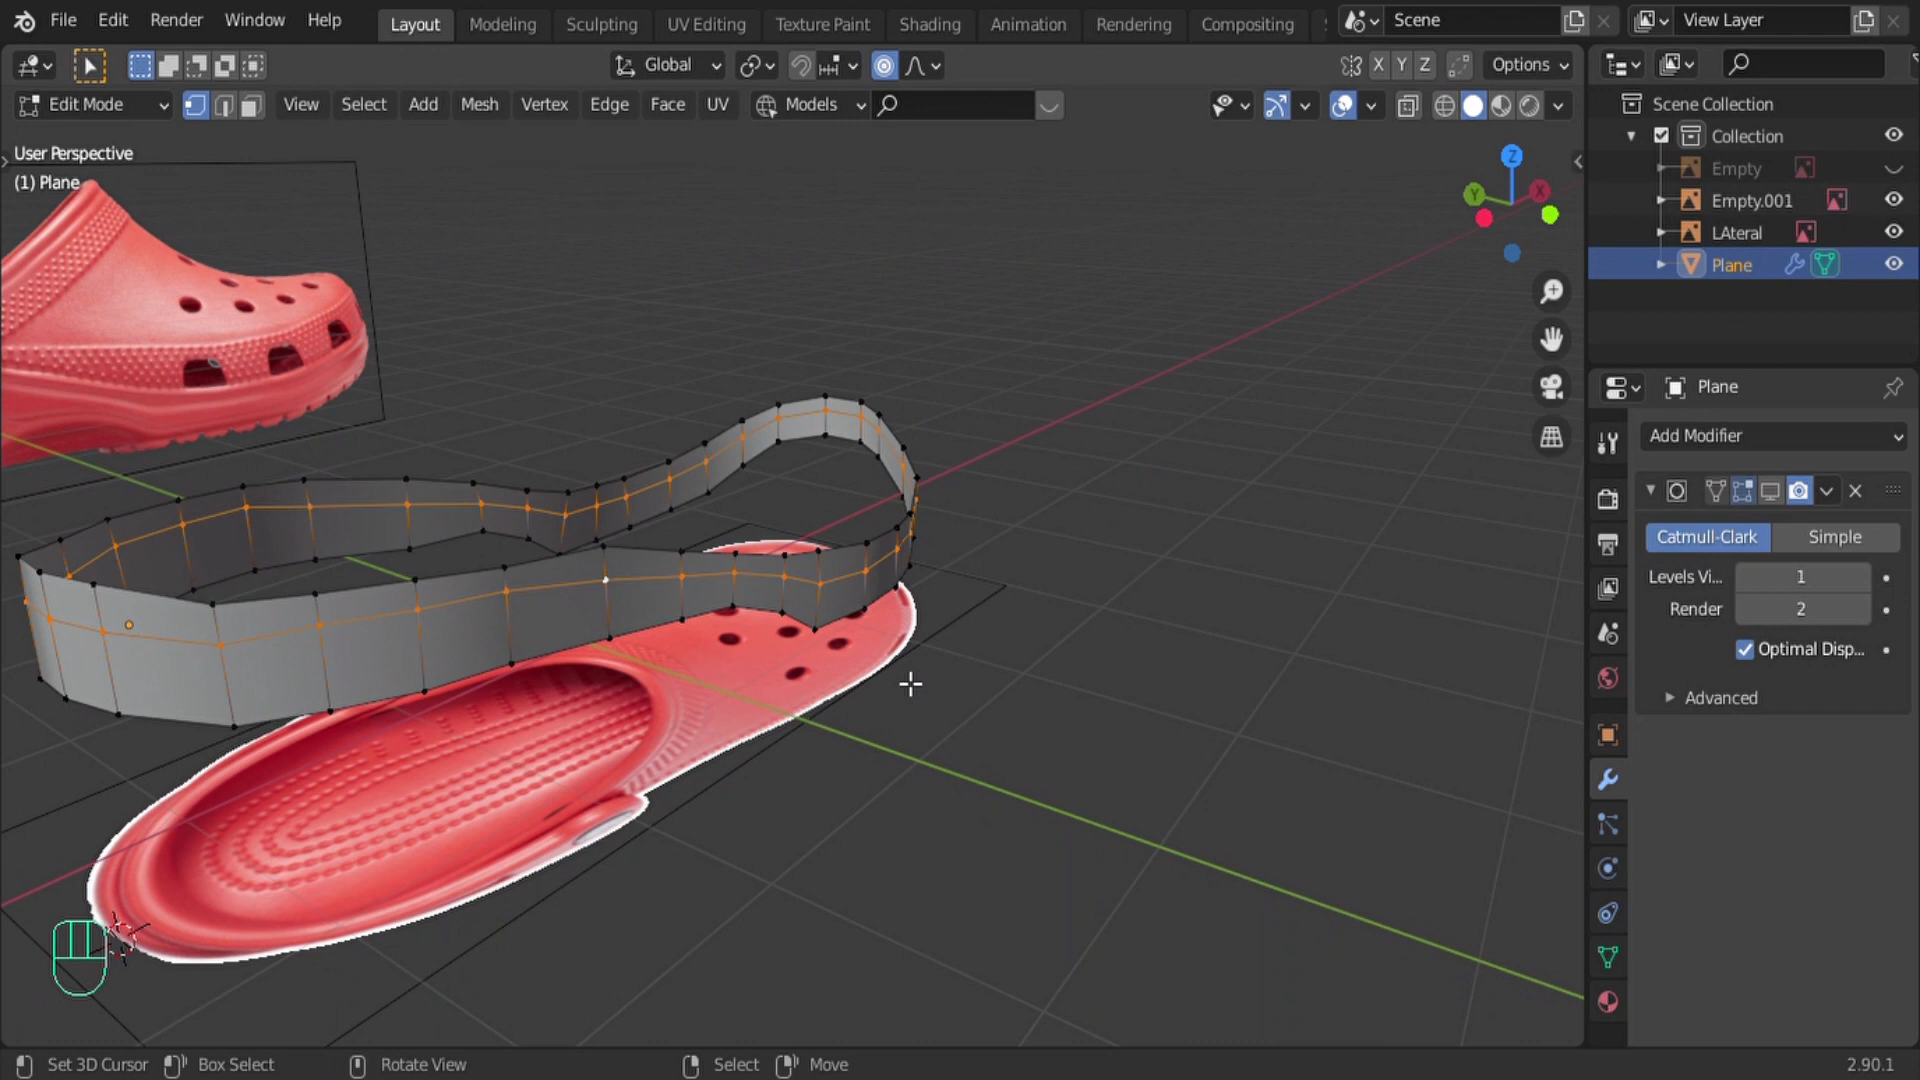 File Edit Render Window Help Layout Modeling Sculpting UV Editing Texture Paint Shading Animation Rendering Compositing Scene View Layer
Global X Y Z Options
Edit Mode View Select Add Mesh Vertex Edge Face UV Models
User Perspective
(1) Plane
Z
Y
X
Scene Collection
Collection
Empty
Empty.001
LAteral
Plane
Plane
Add Modifier
Catmull-Clark Simple
Levels Vi... 1
Render 2
Optimal Disp...
Advanced
Set 3D Cursor Box Select Rotate View Select Move 2.90.1